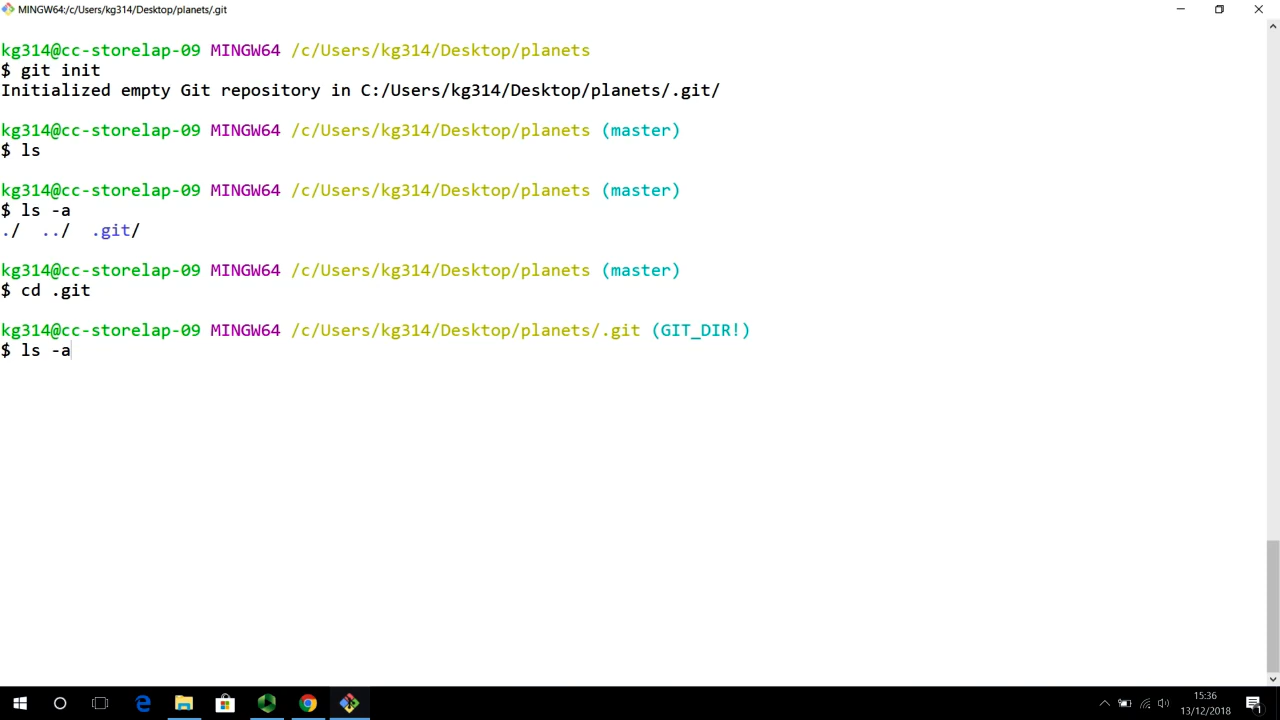 MINGW64:/c/Users/kg314/Desktop/planets/.git
kg314@cc-storelap-09 MINGW64 /c/Users/kg314/Desktop/planets
$ git init
Initialized empty Git repository in C:/Users/kg314/Desktop/planets/.git/
kg314@cc-storelap-09 MINGW64 /c/Users/kg314/Desktop/planets (master)
$ ls
kg314@cc-storelap-09 MINGW64 /c/Users/kg314/Desktop/planets (master)
$ ls -a
./ ../ .git/
kg314@cc-storelap-09 MINGW64 /c/Users/kg314/Desktop/planets (master)
$ cd .git
kg314@cc-storelap-09 MINGW64 /c/Users/kg314/Desktop/planets/.git (GIT_DIR!)
$ ls -a
15:36
13/12/2018
1